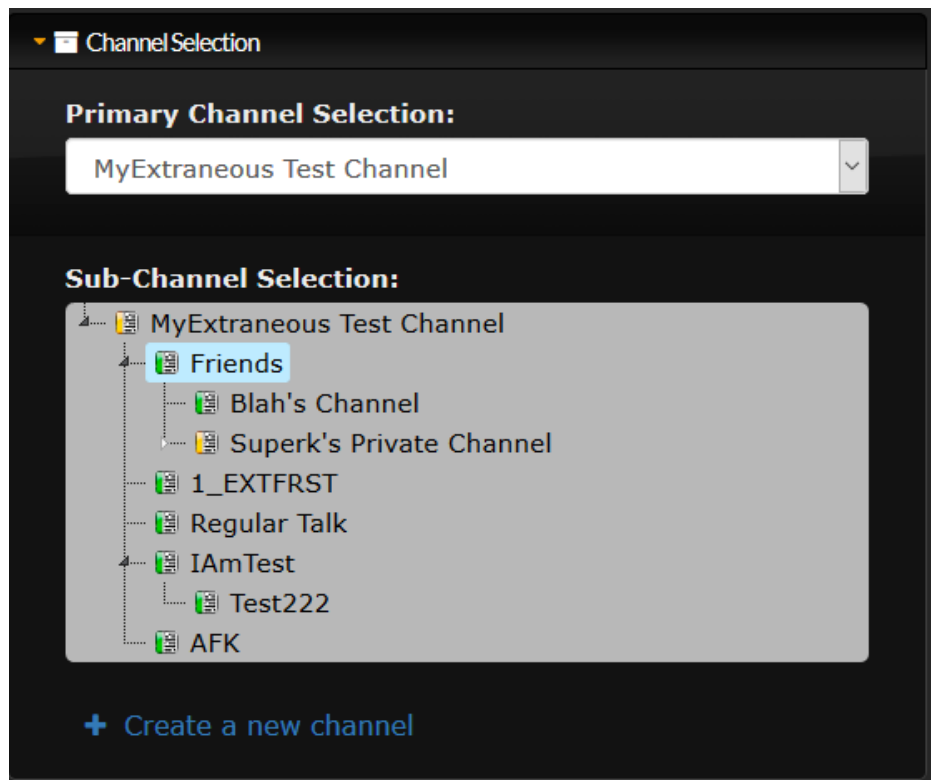 Channel Selection
Primary Channel Selection:
MyExtraneous Test Channel
Sub-Channel Selection:
MyExtraneous Test Channel
Friends
Blah's Channel
Superk's Private Channel
1_EXTFRST
Regular Talk
IAmTest
Test222
AFK
+ Create a new channel